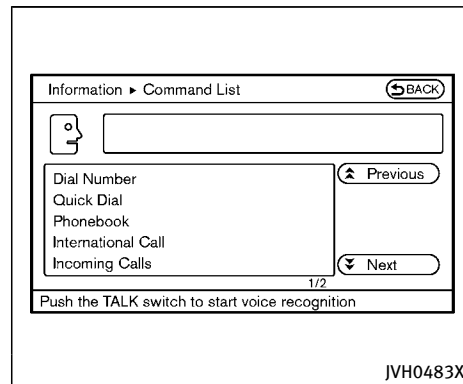 Information ▸ Command List
BACK
Dial Number
Previous
Quick Dial
Phonebook
International Call
Incoming Calls
Next
1/2
Push the TALK switch to start voice recognition
JVH0483X